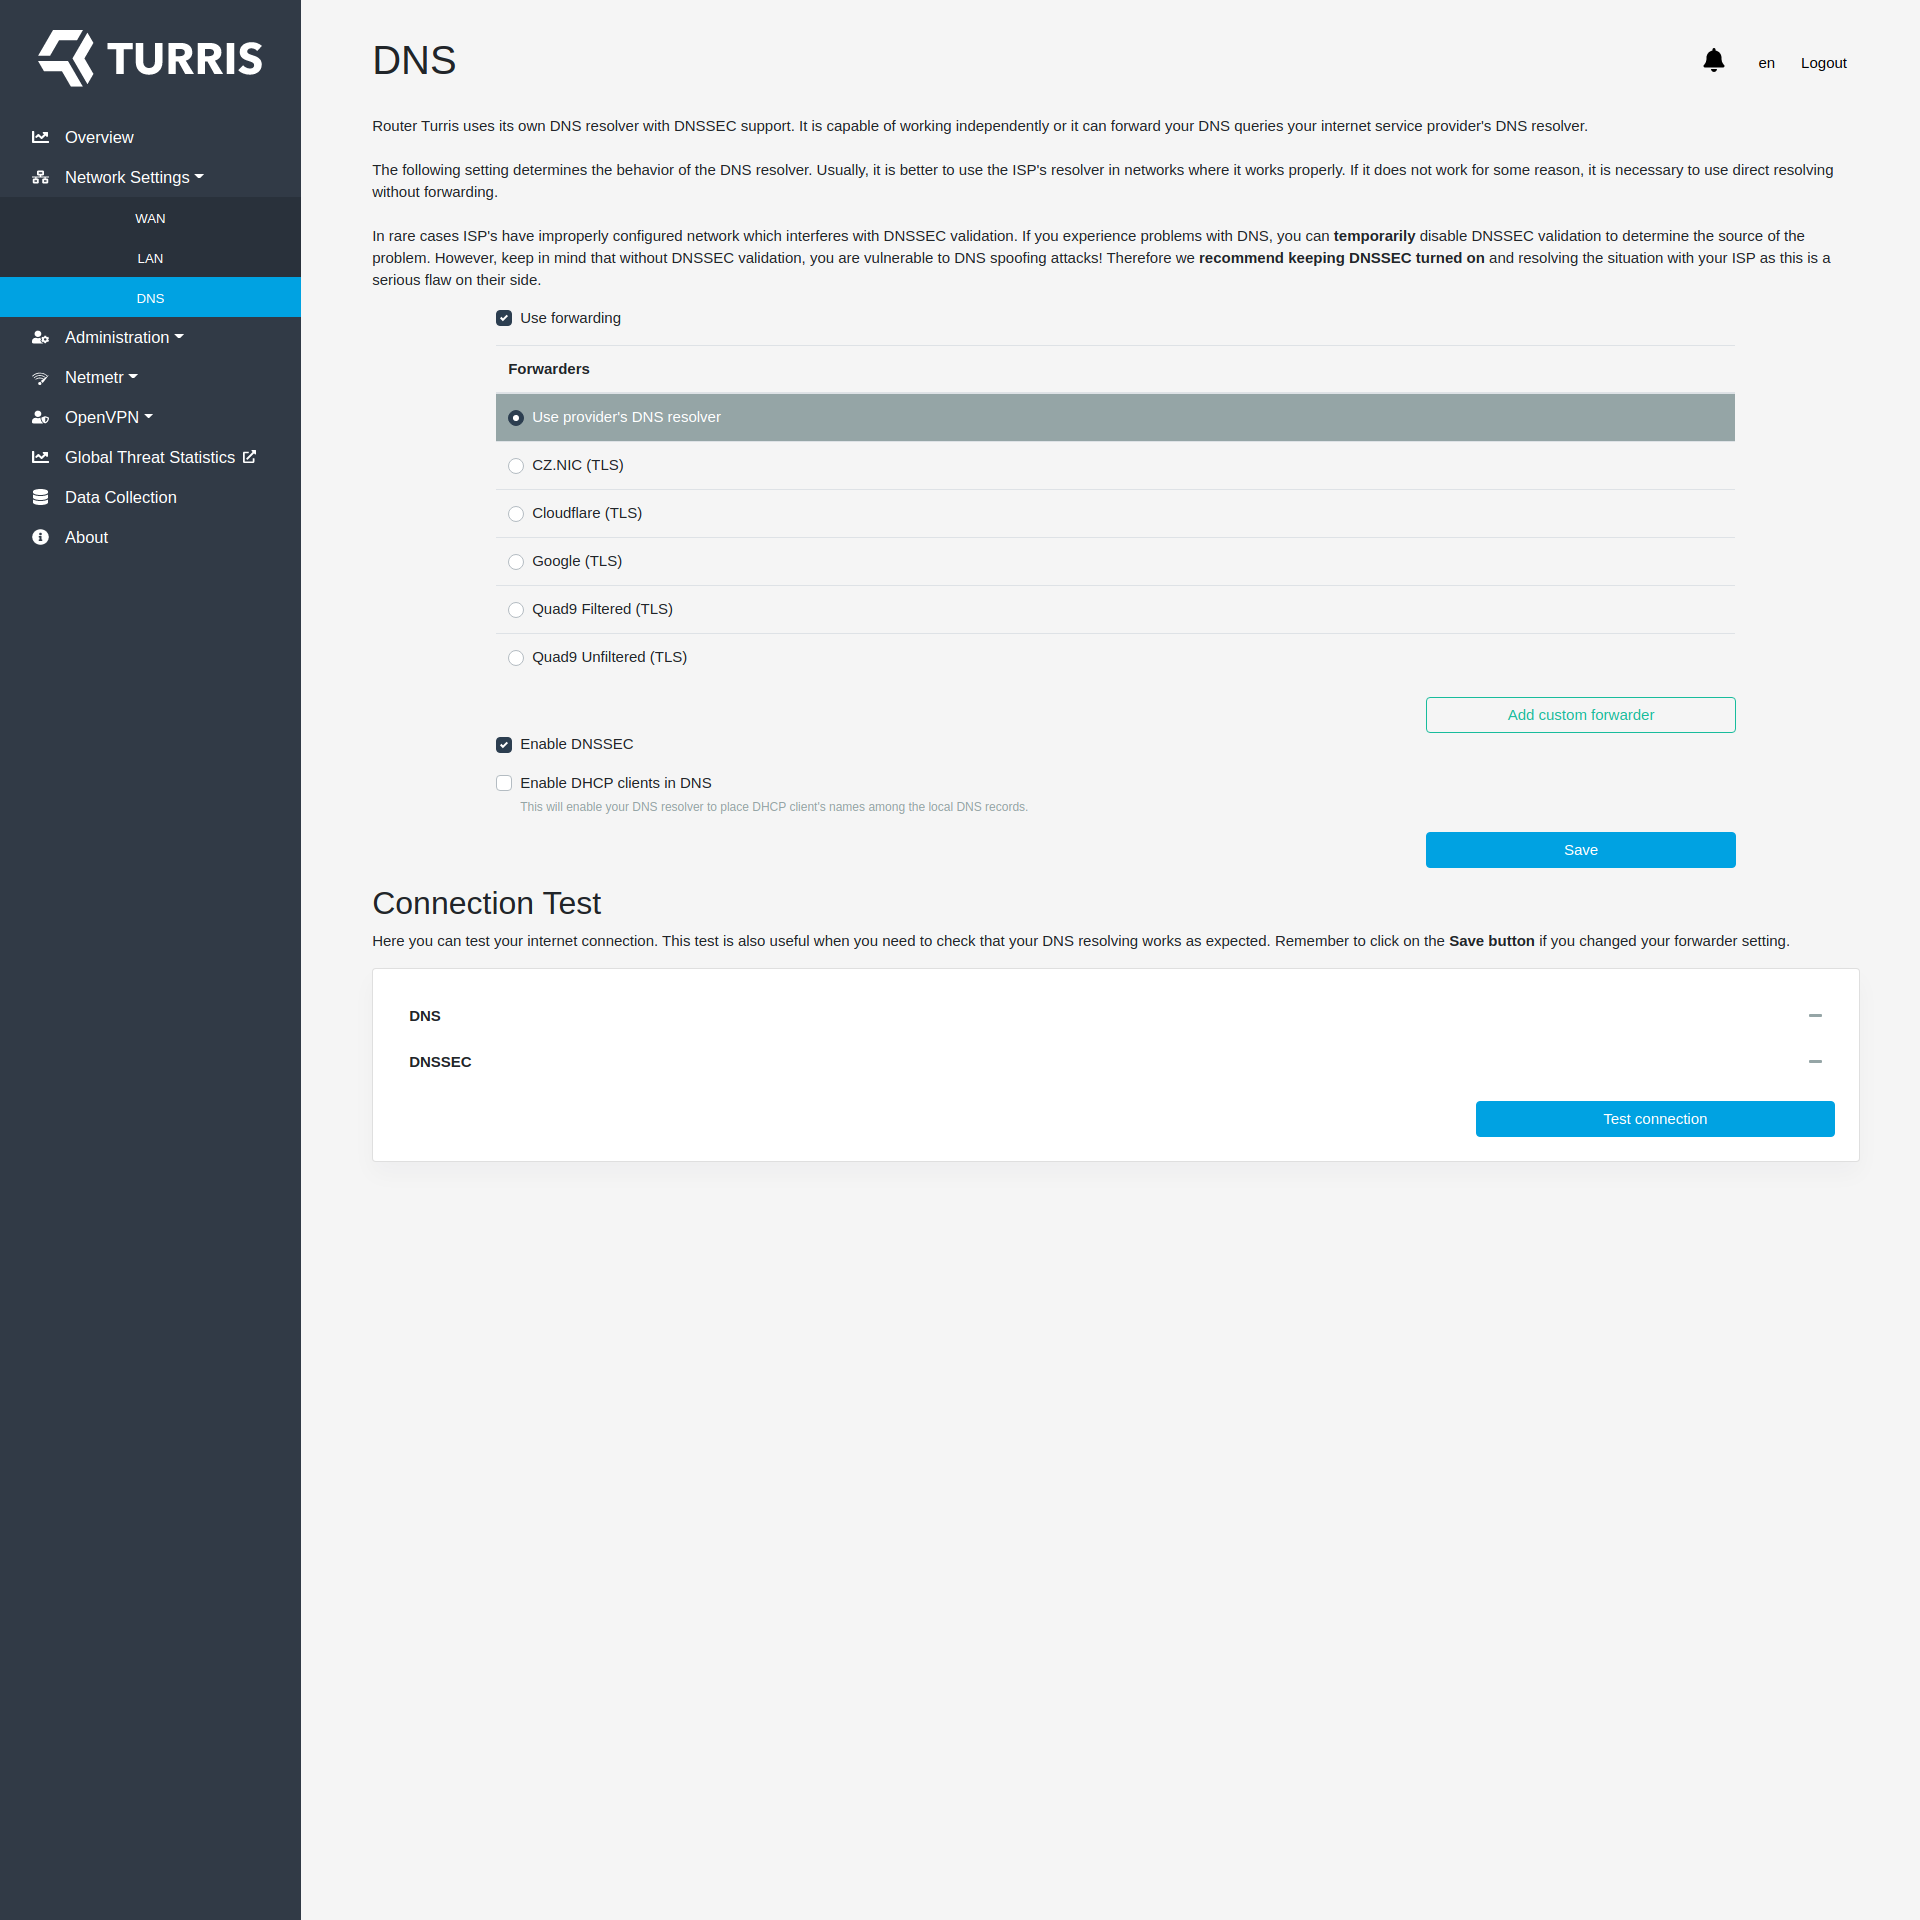 TURRIS
Overview
Network Settings
WAN
LAN
DNS
Administration
Netmetr
OpenVPN
Global Threat Statistics
Data Collection
About
DNS
en
Logout
Router Turris uses its own DNS resolver with DNSSEC support. It is capable of working independently or it can forward your DNS queries your internet service provider's DNS resolver.
The following setting determines the behavior of the DNS resolver. Usually, it is better to use the ISP's resolver in networks where it works properly. If it does not work for some reason, it is necessary to use direct resolving
without forwarding.
In rare cases ISP's have improperly configured network which interferes with DNSSEC validation. If you experience problems with DNS, you can temporarily disable DNSSEC validation to determine the source of the
problem. However, keep in mind that without DNSSEC validation, you are vulnerable to DNS spoofing attacks! Therefore we recommend keeping DNSSEC turned on and resolving the situation with your ISP as this is a
serious flaw on their side.
Use forwarding
Forwarders
Use provider's DNS resolver
CZ.NIC (TLS)
Cloudflare (TLS)
Google (TLS)
Quad9 Filtered (TLS)
Quad9 Unfiltered (TLS)
Add custom forwarder
Enable DNSSEC
Enable DHCP clients in DNS
This will enable your DNS resolver to place DHCP client's names among the local DNS records.
Save
Connection Test
Here you can test your internet connection. This test is also useful when you need to check that your DNS resolving works as expected. Remember to click on the Save button if you changed your forwarder setting.
DNS
DNSSEC
Test connection